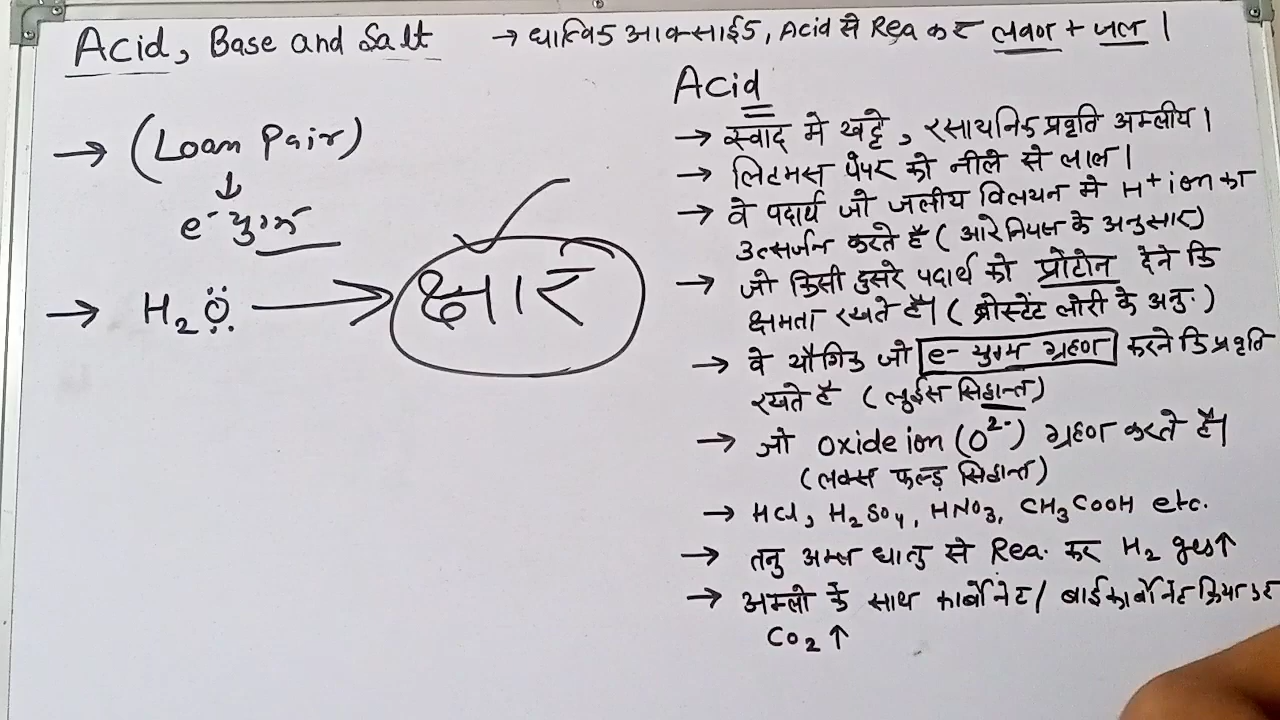 Acid, Base and Salt → धात्विक आक्साईड, Acid से Rea कर लवण + जल।
→ (Loan Pair)
↓
e⁻ युग्म
→ H₂O → क्षार
Acid
→ स्वाद मे खट्टे, रसायनिक प्रवृति अम्लीय।
→ लिटमस पेपर को नीले से लाल।
→ वे पदार्थ जो जलीय विलयन मे H⁺ ion का
उत्सर्जन करते है (आरेनियस के अनुसार)
→ जो किसी दुसरे पदार्थ को प्रोटोन देने कि
क्षमता रखते है। (ब्रोस्टेंट लोरी के अनु.)
→ वे यौगिक जो e- युग्म ग्रहण करने कि प्रवृति
रखते है (लुईस सिद्धान्त)
→ जो oxide ion (O²⁻) ग्रहण करते है।
(लक्स फल्ड़ सिद्धान्त)
→ HCl, H₂SO₄, HNO₃, CH₃COOH etc.
→ तनु अम्ल धातु से Rea. कर H₂ ges↑
→ अम्लो के साथ कार्बोनेट/ बाईकार्बोनेट क्रिया कर
CO₂↑